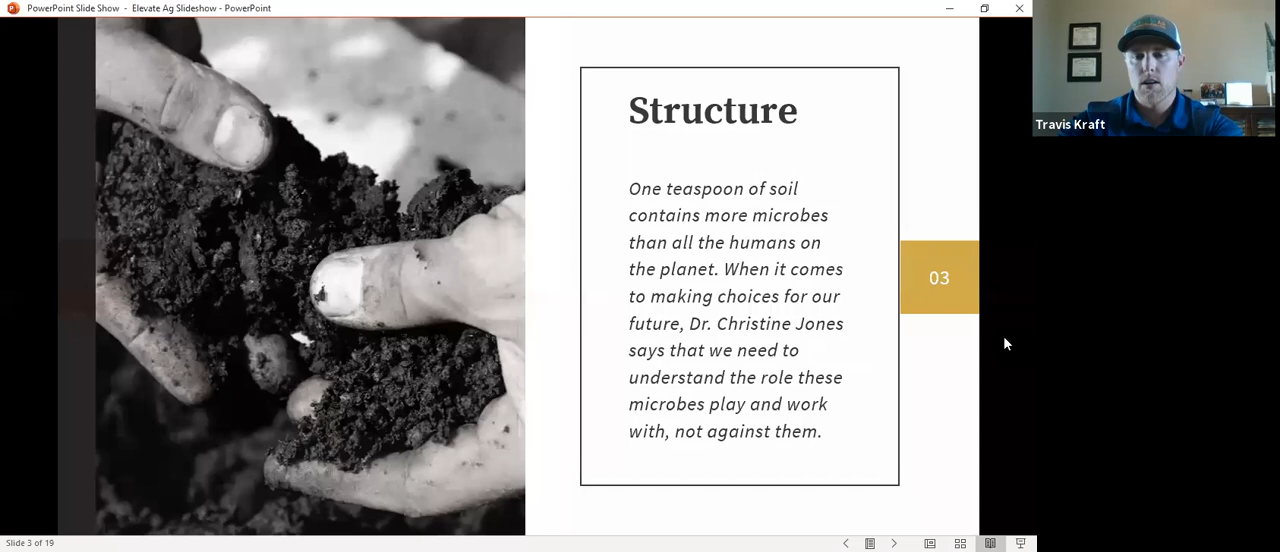 PowerPoint Slide Show - Elevate Ag Slideshow - PowerPoint
Travis Kraft
Structure
One teaspoon of soil
contains more microbes
than all the humans on
the planet. When it comes
to making choices for our
future, Dr. Christine Jones
says that we need to
understand the role these
microbes play and work
with, not against them.
03
Slide 3 of 19